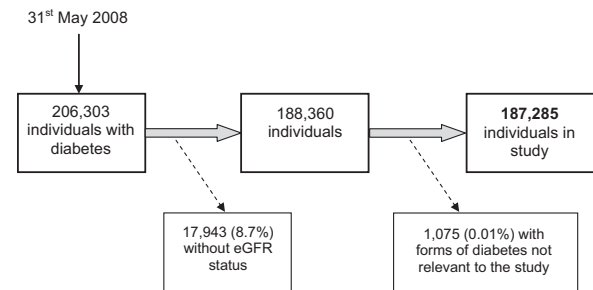 31st May 2008
206,303
individuals with
diabetes
188,360
individuals
187,285
individuals in
study
17,943 (8.7%)
without eGFR
status
1,075 (0.01%) with
forms of diabetes not
relevant to the study